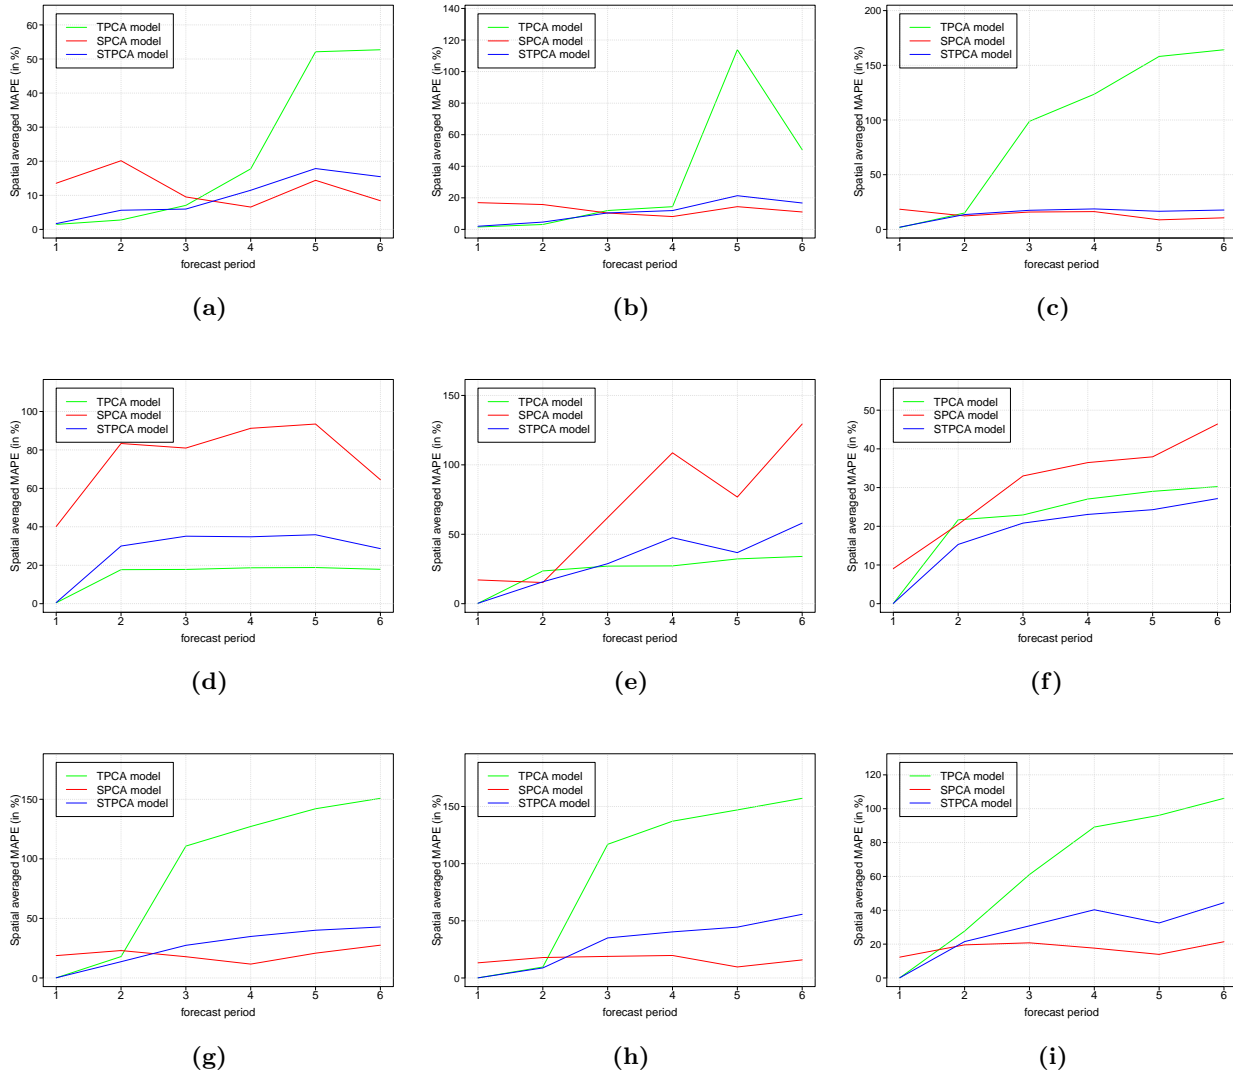 Spatial averaged MAPE (in %)
60
50
40
30
20
10
0
TPCA model
SPCA model
STPCA model
1 2 3 4 5 6
forecast period
(a)
Spatial averaged MAPE (in %)
140
120
100
80
60
40
20
0
TPCA model
SPCA model
STPCA model
1 2 3 4 5 6
forecast period
(b)
Spatial averaged MAPE (in %)
200
150
100
50
0
TPCA model
SPCA model
STPCA model
1 2 3 4 5 6
forecast period
(c)
Spatial averaged MAPE (in %)
100
80
60
40
20
0
TPCA model
SPCA model
STPCA model
1 2 3 4 5 6
forecast period
(d)
Spatial averaged MAPE (in %)
150
100
50
0
TPCA model
SPCA model
STPCA model
1 2 3 4 5 6
forecast period
(e)
Spatial averaged MAPE (in %)
50
40
30
20
10
0
TPCA model
SPCA model
STPCA model
1 2 3 4 5 6
forecast period
(f)
Spatial averaged MAPE (in %)
150
100
50
0
TPCA model
SPCA model
STPCA model
1 2 3 4 5 6
forecast period
(g)
Spatial averaged MAPE (in %)
150
100
50
0
TPCA model
SPCA model
STPCA model
1 2 3 4 5 6
forecast period
(h)
Spatial averaged MAPE (in %)
120
100
80
60
40
20
0
TPCA model
SPCA model
STPCA model
1 2 3 4 5 6
forecast period
(i)